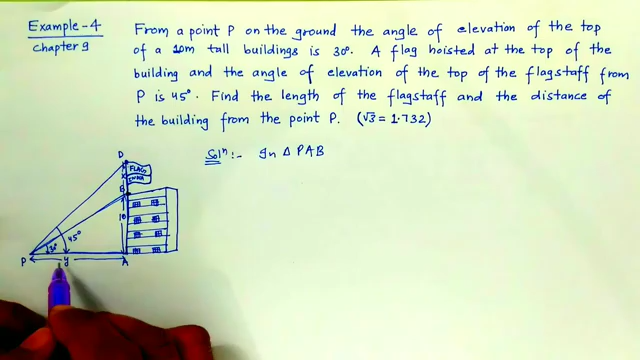 Example-4
Chapter 9
From a point P on the ground the angle of elevation of the top
of a 10m tall buildings is 30°. A flag hoisted at the top of the
building and the angle of elevation of the top of the flagstaff from
P is 45°. Find the length of the flagstaff and the distance of
the building from the point P. (√3 = 1.732)
Solⁿ:- In Δ PAB
D
FLAG
x
INDIA
B
10
45°
30°
P
y
A